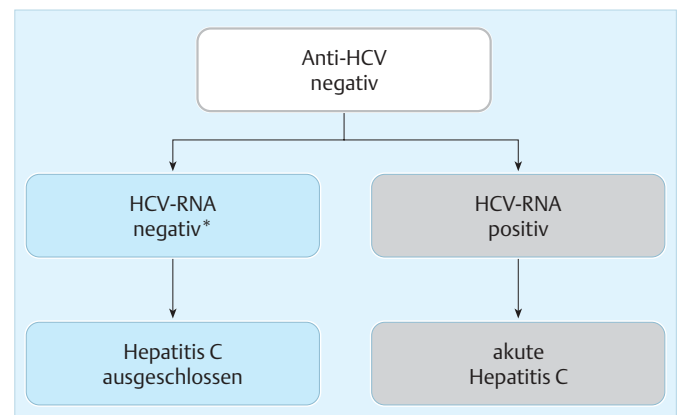 Anti-HCV
negativ
HCV-RNA
negativ*
HCV-RNA
positiv
Hepatitis C
ausgeschlossen
akute
Hepatitis C